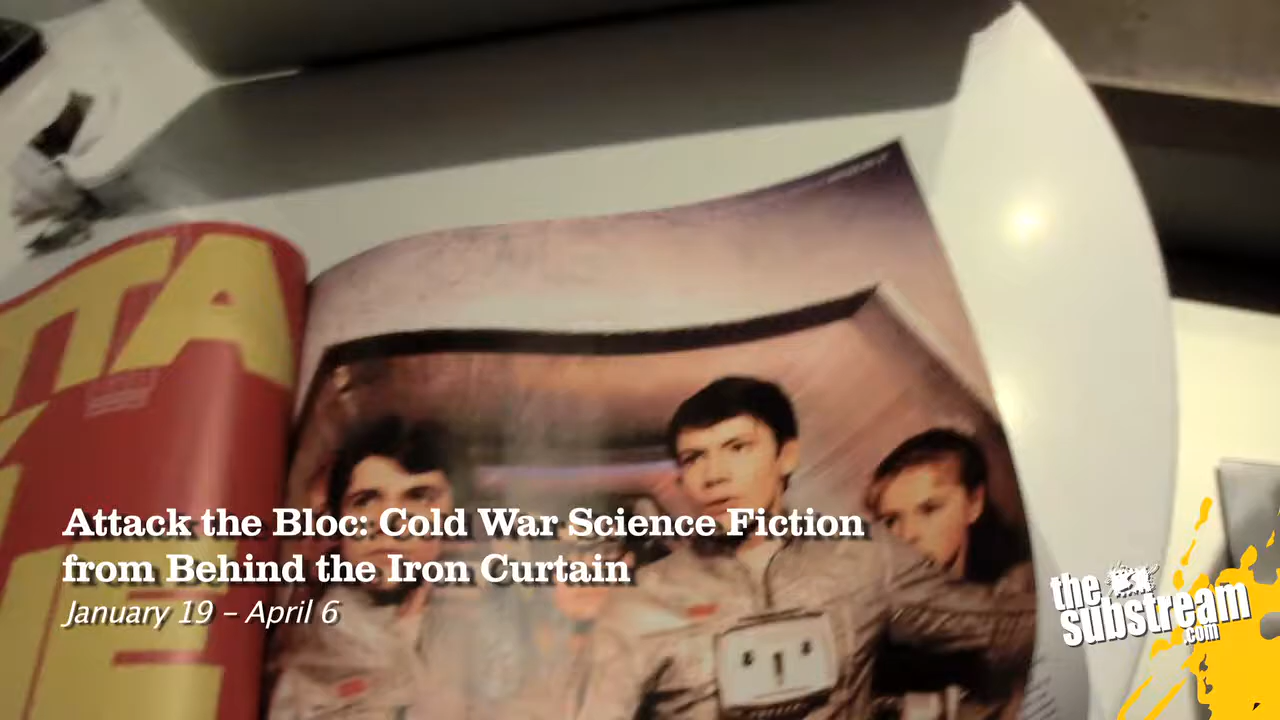 ПТА
Attack the Bloc: Cold War Science Fiction
from Behind the Iron Curtain
January 19 – April 6
the
substream
.com